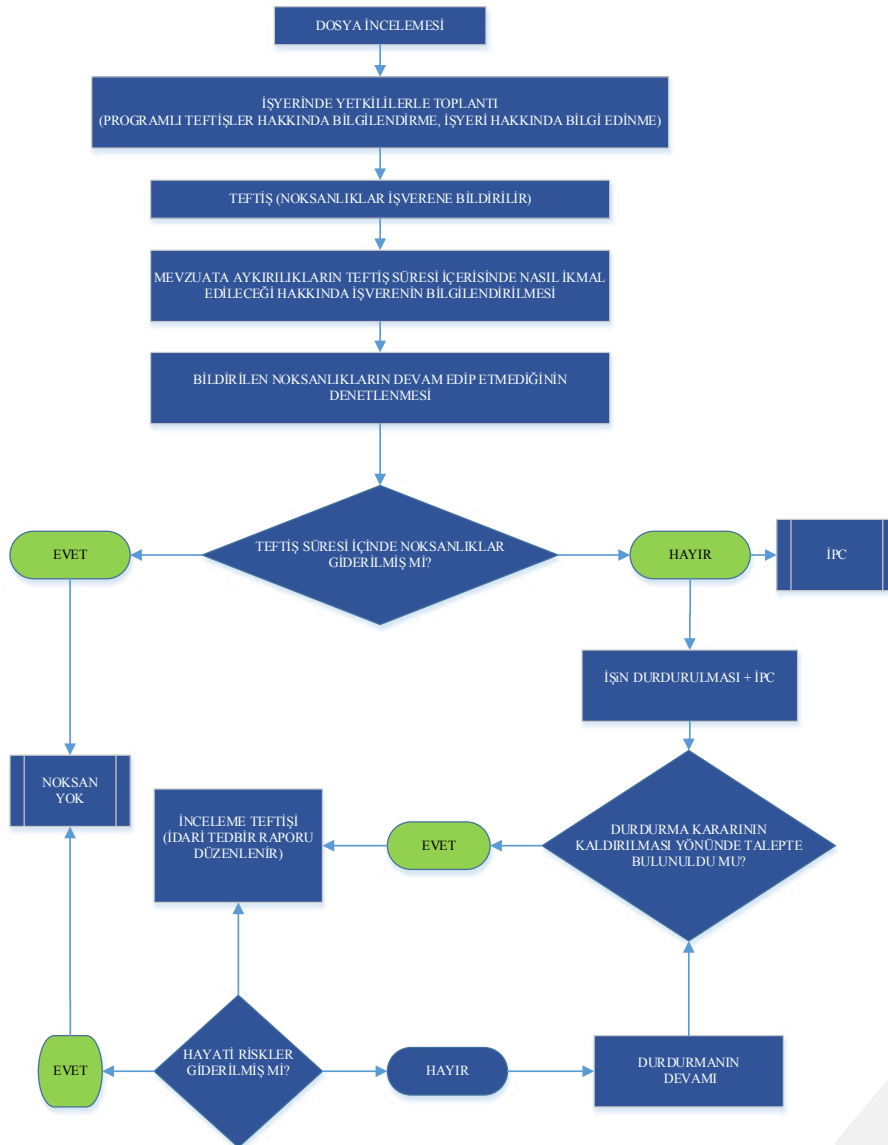 DOSYA İNCELEMESİ
İŞYERİNDE YETKİLİLERLE TOPLANTI
(PROGRAMLI TEFTİŞLER HAKKINDA BİLGİLENDİRME, İŞYERİ HAKKINDA BİLGİ EDİNME)
TEFTİŞ (NOKSANLIKLAR İŞVERENE BİLDİRİLİR)
MEVZUATA AYKIRILIKLARIN TEFTİŞ SÜRESİ İÇERİSİNDE NASIL İKMAL
EDİLECEĞİ HAKKINDA İŞVERENİN BİLGİLENDİRİLMESİ
BİLDİRİLEN NOKSANLIKLARIN DEVAM EDİP ETMEDİĞİNİN
DENETLENMESİ
TEFTİŞ SÜRESİ İÇİNDE NOKSANLIKLAR
GİDERİLMİŞ Mİ?
EVET
HAYIR
İPC
İŞiN DURDURULMASI + İPC
NOKSAN
YOK
İNCELEME TEFTİŞİ
(İDARİ TEDBİR RAPORU
DÜZENLENİR)
EVET
DURDURMA KARARININ
KALDIRILMASI YÖNÜNDE TALEPTE
BULUNULDU MU?
EVET
HAYATİ RİSKLER
GİDERİLMİŞ Mİ?
HAYIR
DURDURMANIN
DEVAMI